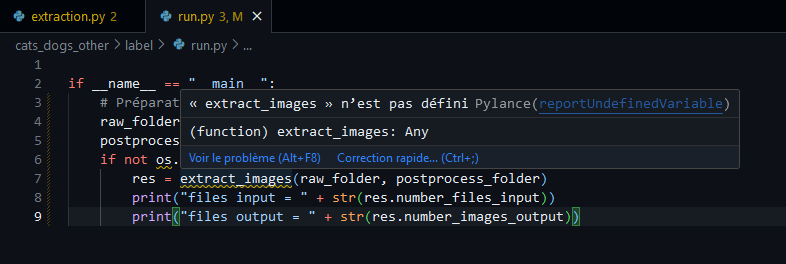 extraction.py 2
run.py 3, M
cats_dogs_other > label > run.py > ...
1
2 if __name__ == "__main__":
3 # Préparat
« extract_images » n'est pas défini Pylance(reportUndefinedVariable)
4 raw_folder
(function) extract_images: Any
5 postproces
6 if not os.
Voir le problème (Alt+F8) Correction rapide... (Ctrl+;)
7 res = extract_images(raw_folder, postprocess_folder)
8 print("files input = " + str(res.number_files_input))
9 print("files output = " + str(res.number_images_output))